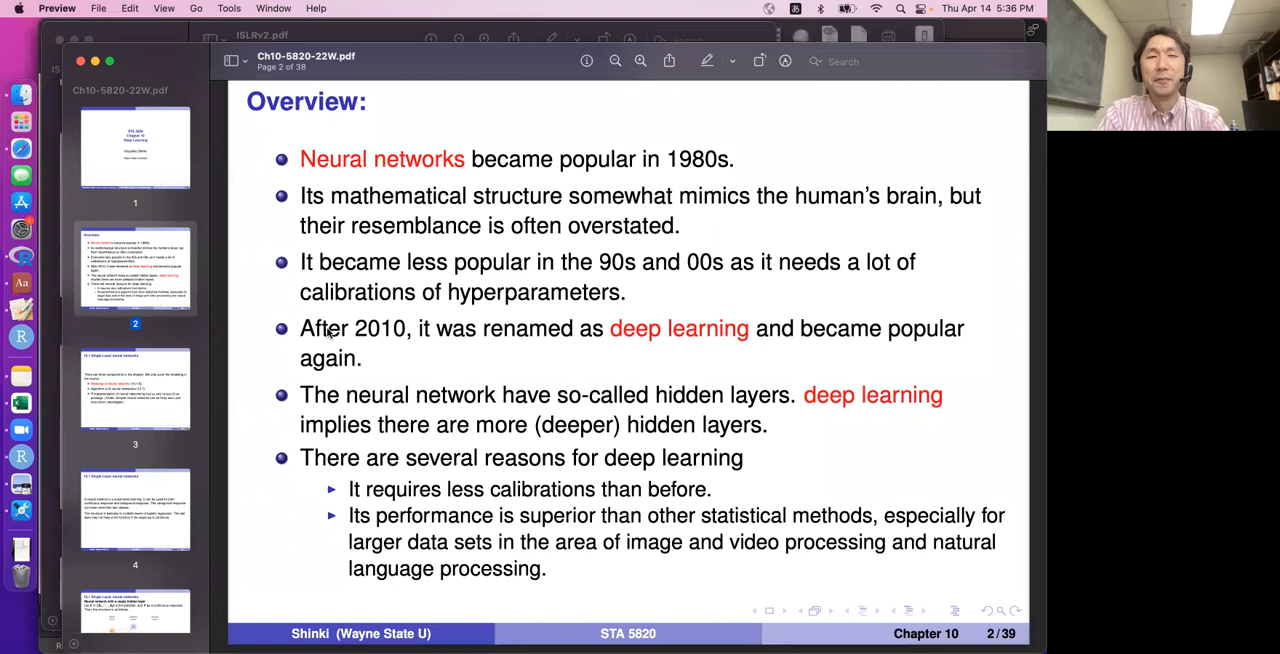 Preview File Edit View Go Tools Window Help
Thu Apr 14 5:36 PM
ISLRv2.pdf
Ch10-5820-22W.pdf
Page 2 of 38
Search
Ch10-5820-22W.pdf
1
2
3
4
Overview:
Neural networks became popular in 1980s.
Its mathematical structure somewhat mimics the human's brain, but
their resemblance is often overstated.
It became less popular in the 90s and 00s as it needs a lot of
calibrations of hyperparameters.
After 2010, it was renamed as deep learning and became popular
again.
The neural network have so-called hidden layers. deep learning
implies there are more (deeper) hidden layers.
There are several reasons for deep learning
It requires less calibrations than before.
Its performance is superior than other statistical methods, especially for
larger data sets in the area of image and video processing and natural
language processing.
Shinki (Wayne State U) STA 5820 Chapter 10 2 / 39